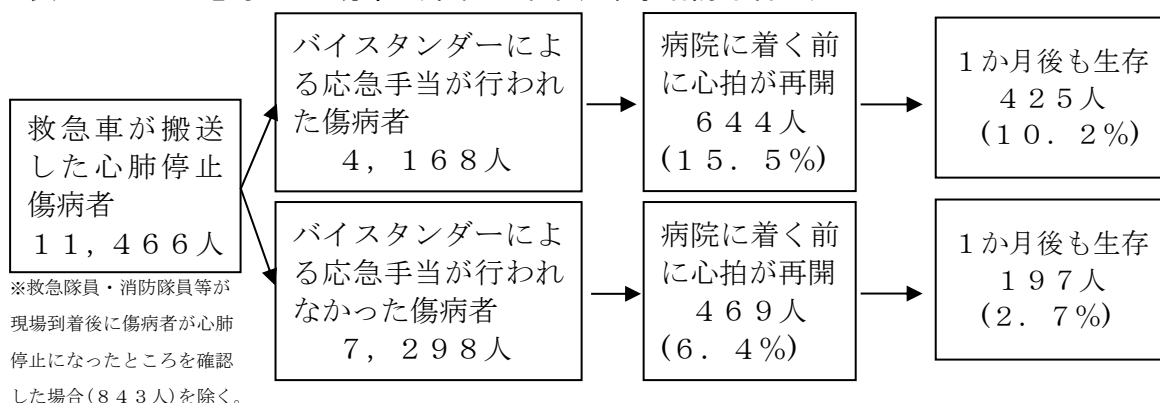 救急車が搬送
した心肺停止
傷病者
１１，４６６人
※救急隊員・消防隊員等が
現場到着後に傷病者が心肺
停止になったところを確認
した場合(８４３人)を除く。
バイスタンダーによ
る応急手当が行われ
た傷病者
４，１６８人
病院に着く前
に心拍が再開
６４４人
(１５．５％)
１か月後も生存
４２５人
(１０．２％)
バイスタンダーによ
る応急手当が行われ
なかった傷病者
７，２９８人
病院に着く前
に心拍が再開
４６９人
(６．４％)
１か月後も生存
１９７人
(２．７％)